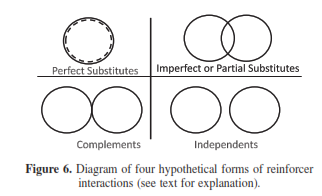 Perfect Substitutes
Imperfect or Partial Substitutes
Complements
Independents
Figure 6. Diagram of four hypothetical forms of reinforcer
interactions (see text for explanation).